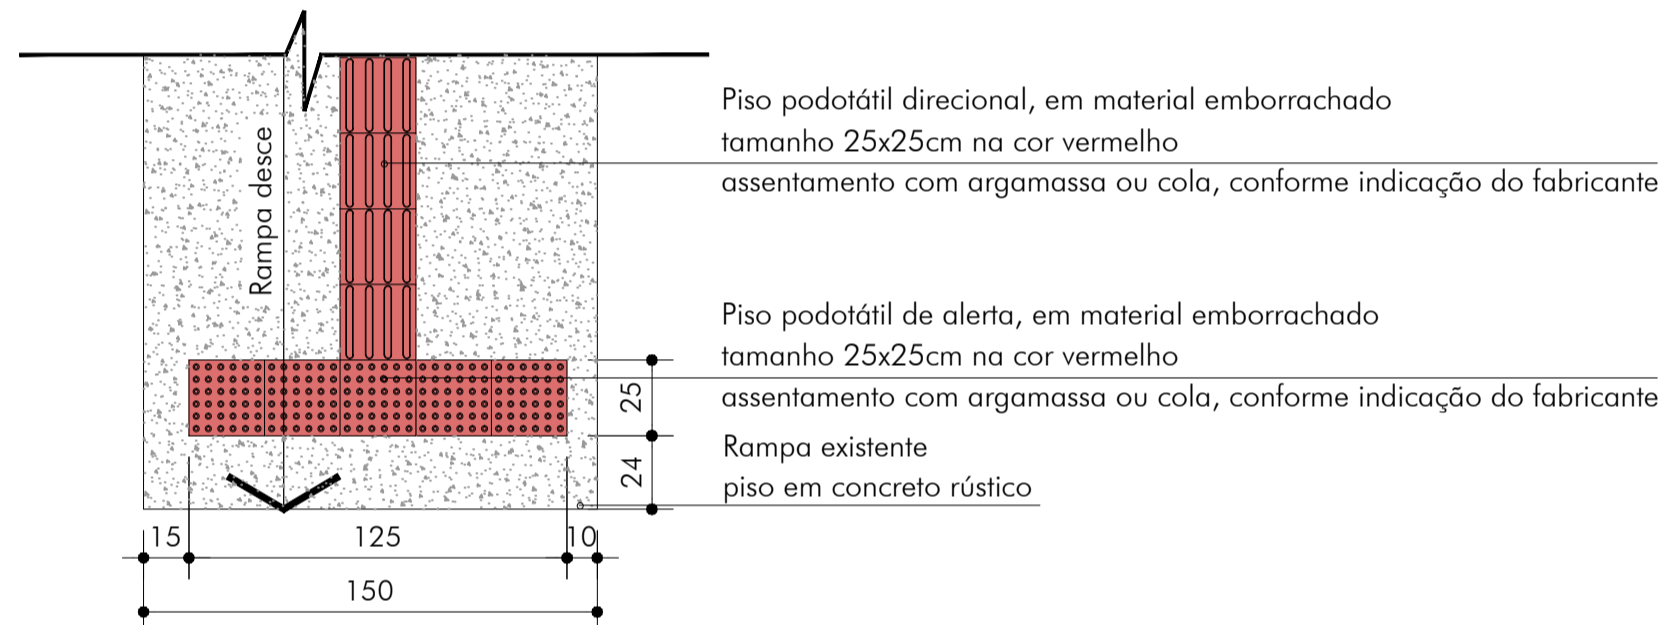 Piso podotátil direcional, em material emborrachado
tamanho 25x25cm na cor vermelho
assentamento com argamassa ou cola, conforme indicação do fabricante
Rampa desce
Piso podotátil de alerta, em material emborrachado
tamanho 25x25cm na cor vermelho
assentamento com argamassa ou cola, conforme indicação do fabricante
25
24
Rampa existente
piso em concreto rústico
15 125 10
150